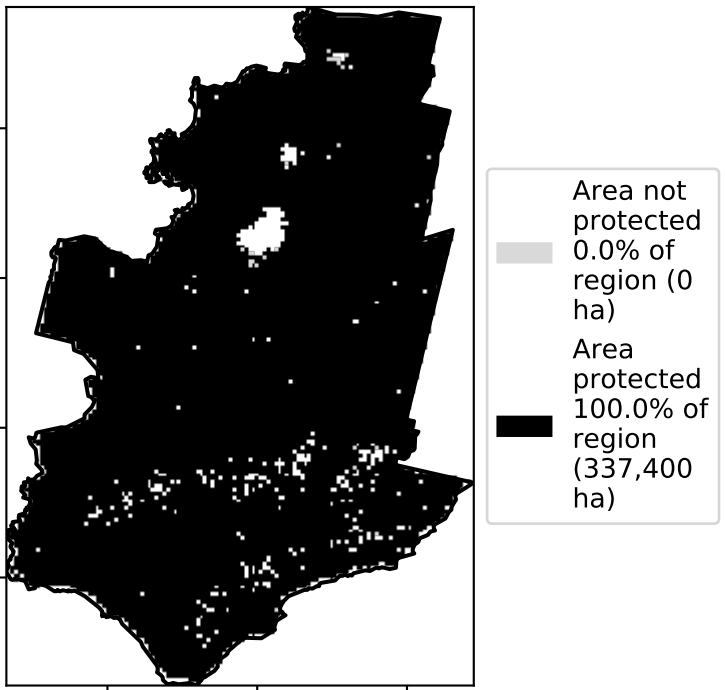 Area not
protected
0.0% of
region (0
ha)
Area
protected
100.0% of
region
(337,400
ha)